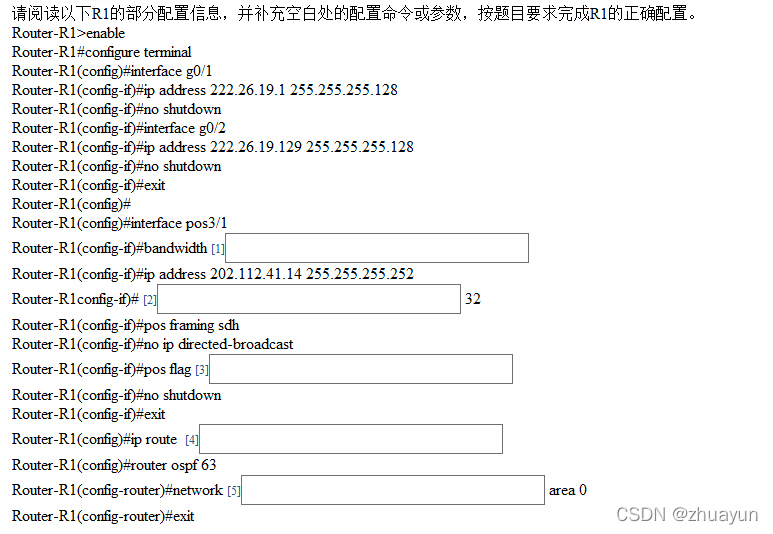 请阅读以下R1的部分配置信息，并补充空白处的配置命令或参数，按题目要求完成R1的正确配置。
Router-R1>enable
Router-R1#configure terminal
Router-R1(config)#interface g0/1
Router-R1(config-if)#ip address 222.26.19.1 255.255.255.128
Router-R1(config-if)#no shutdown
Router-R1(config-if)#interface g0/2
Router-R1(config-if)#ip address 222.26.19.129 255.255.255.128
Router-R1(config-if)#no shutdown
Router-R1(config-if)#exit
Router-R1(config)#
Router-R1(config)#interface pos3/1
Router-R1(config-if)#bandwidth [1]
Router-R1(config-if)#ip address 202.112.41.14 255.255.255.252
Router-R1config-if)# [2] 32
Router-R1(config-if)#pos framing sdh
Router-R1(config-if)#no ip directed-broadcast
Router-R1(config-if)#pos flag [3]
Router-R1(config-if)#no shutdown
Router-R1(config-if)#exit
Router-R1(config)#ip route [4]
Router-R1(config)#router ospf 63
Router-R1(config-router)#network [5] area 0
Router-R1(config-router)#exit
CSDN @zhuayun